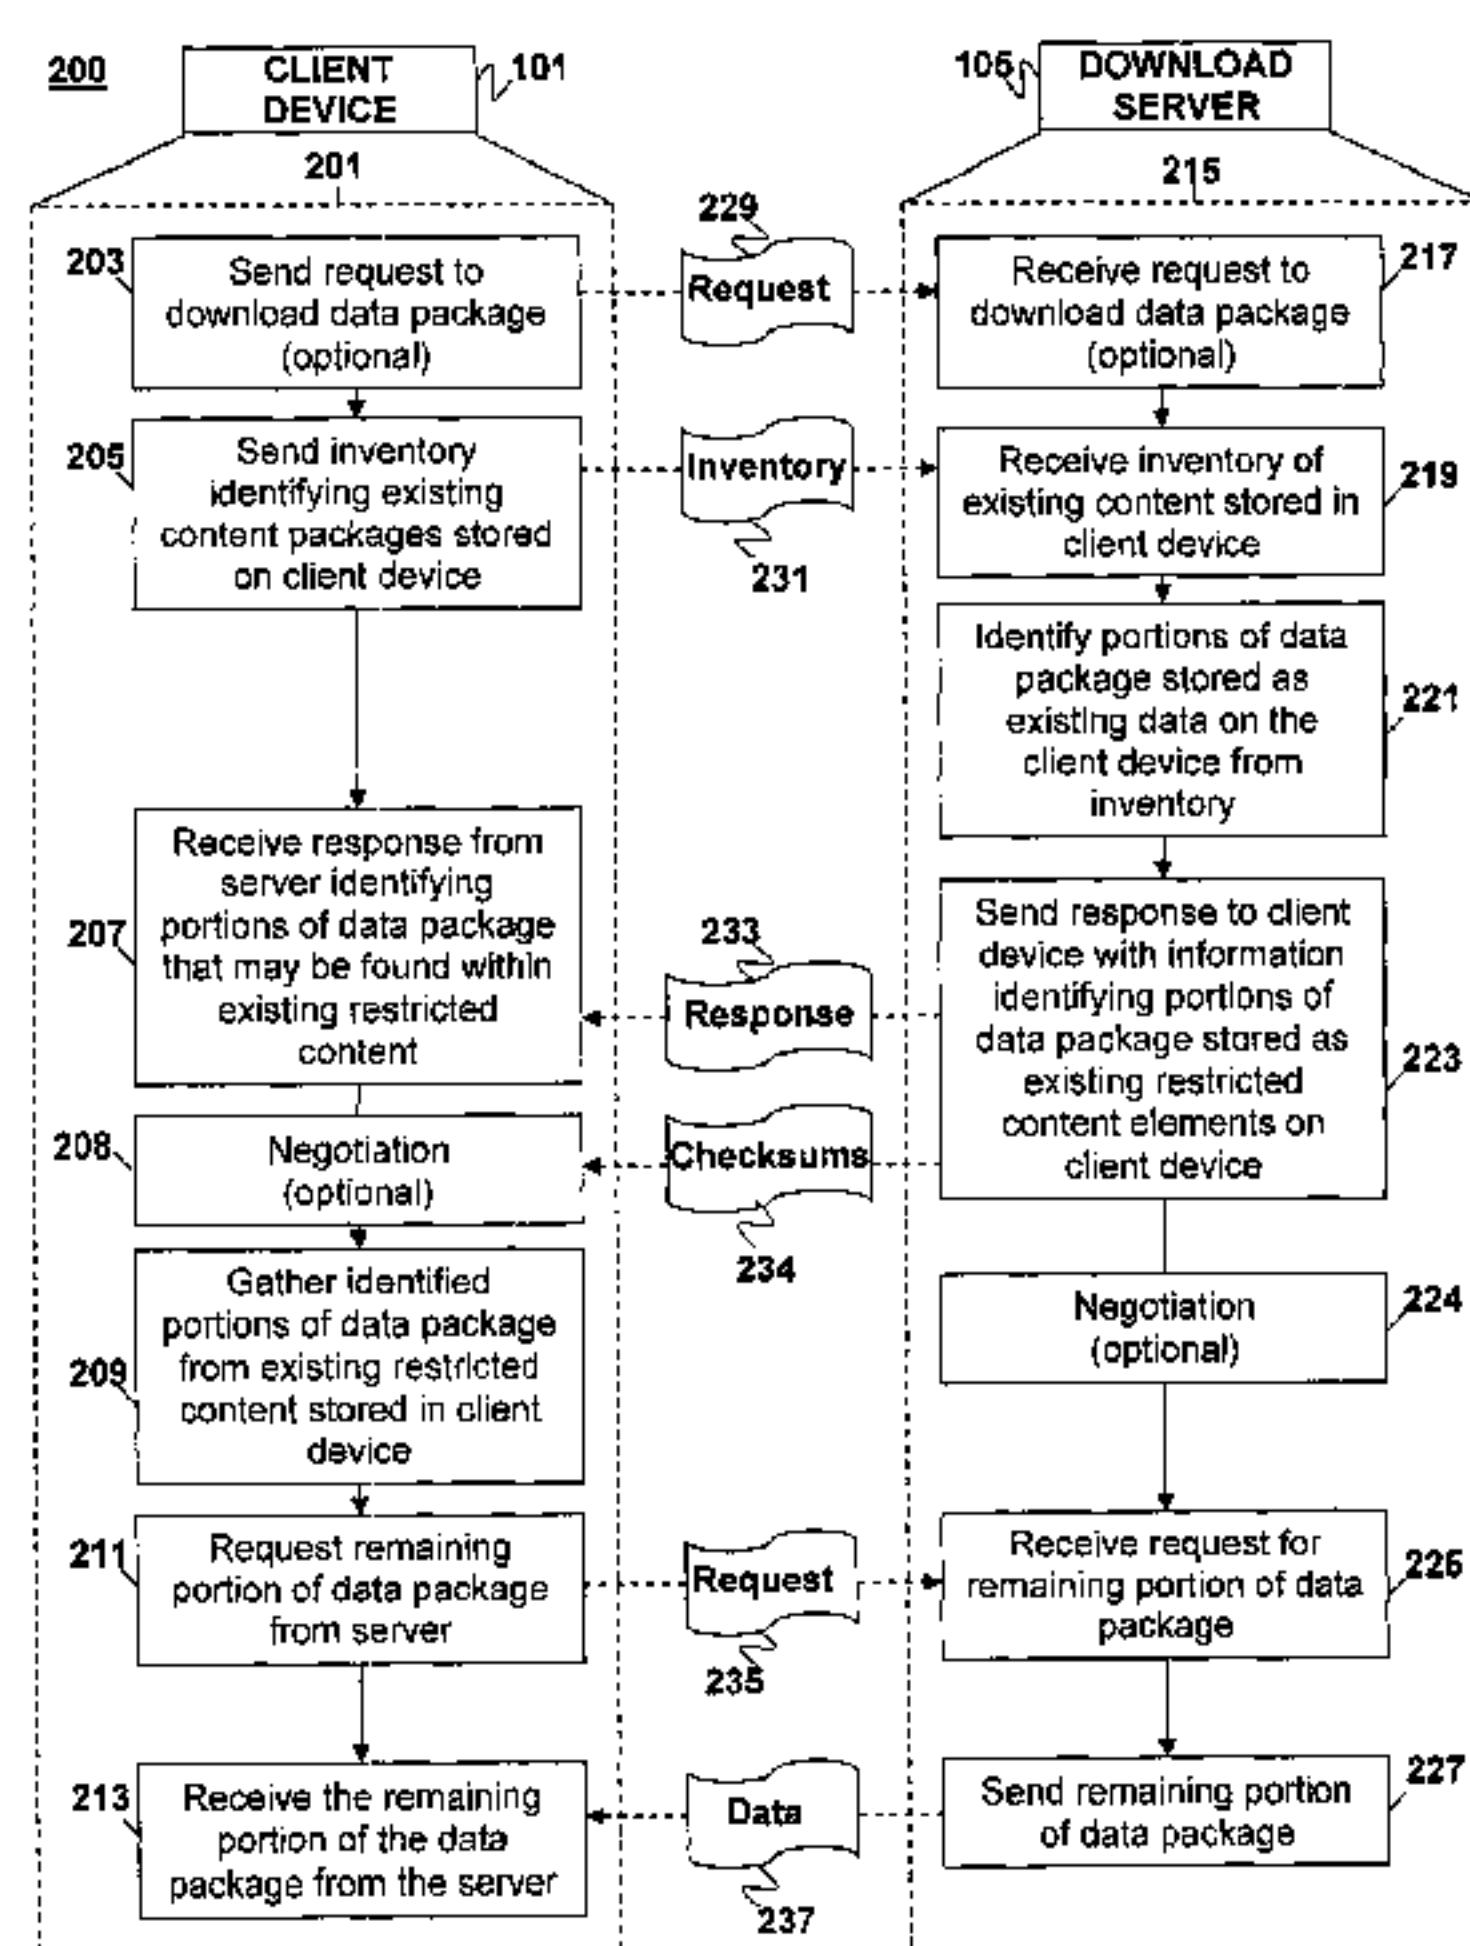 200
CLIENT
DEVICE
101
105
DOWNLOAD
SERVER
201
215
203
Send request to
download data package
(optional)
229
Request
Receive request to
download data package
(optional)
217
205
Send inventory
identifying existing
content packages stored
on client device
Inventory
231
Receive inventory of
existing content stored in
client device
219
Identify portions of data
package stored as
existing data on the
client device from
inventory
221
207
Receive response from
server identifying
portions of data package
that may be found within
existing restricted
content
233
Response
Send response to client
device with information
identifying portions of
data package stored as
existing restricted
content elements on
client device
223
208
Negotiation
(optional)
Checksums
234
Negotiation
(optional)
224
209
Gather identified
portions of data package
from existing restricted
content stored in client
device
211
Request remaining
portion of data package
from server
Request
235
Receive request for
remaining portion of data
package
225
213
Receive the remaining
portion of the data
package from the server
Data
237
Send remaining portion
of data package
227